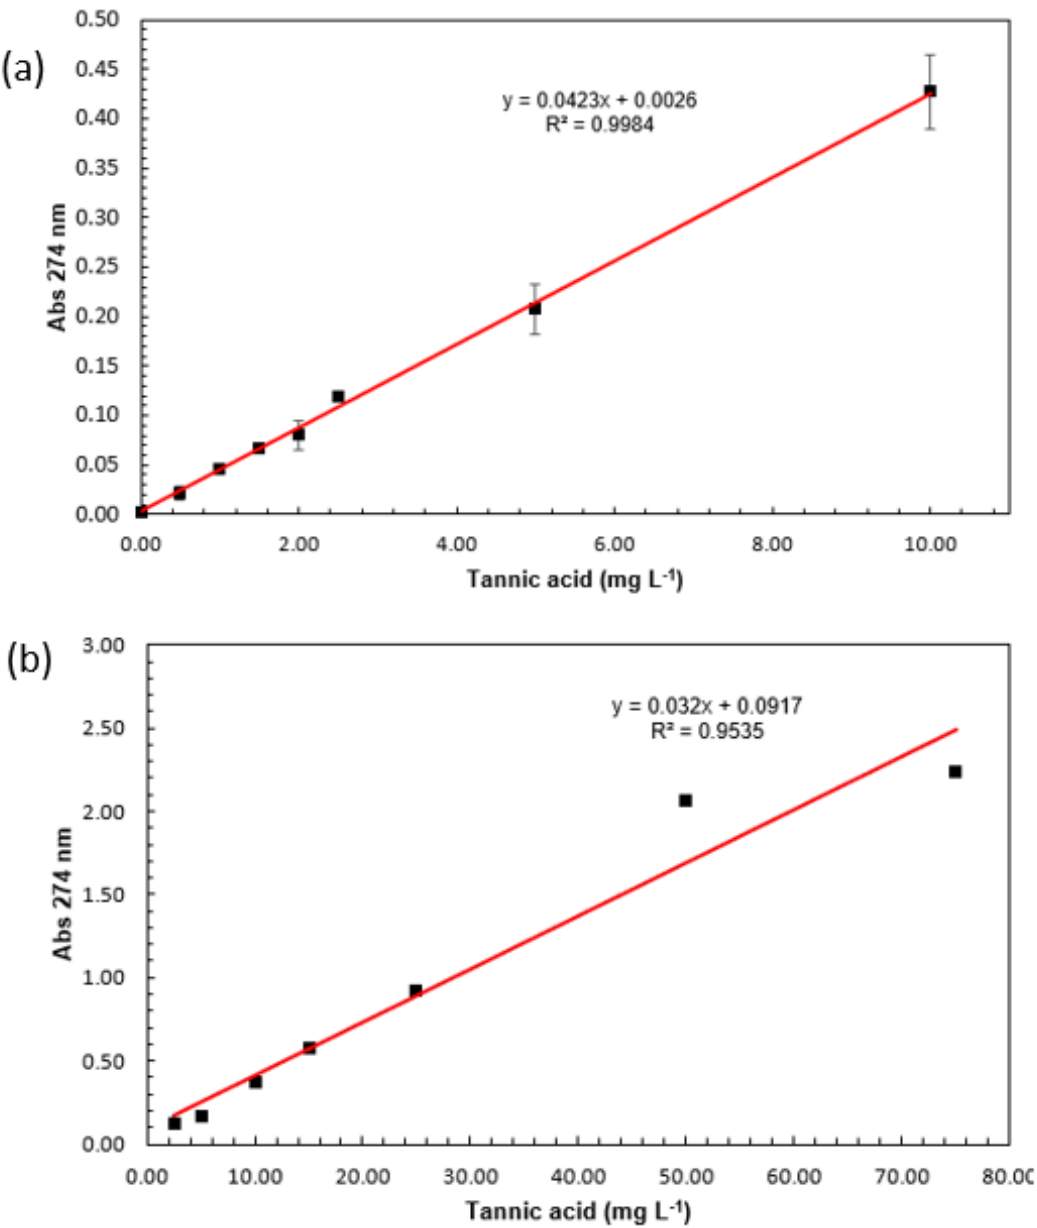 (a)
0.50
0.45
0.40
0.35
0.30
0.25
0.20
0.15
0.10
0.05
0.00
Abs 274 nm
y = 0.0423x + 0.0026
R² = 0.9984
0.00 2.00 4.00 6.00 8.00 10.00
Tannic acid (mg L⁻¹)
(b)
3.00
2.50
2.00
1.50
1.00
0.50
0.00
Abs 274 nm
y = 0.032x + 0.0917
R² = 0.9535
0.00 10.00 20.00 30.00 40.00 50.00 60.00 70.00 80.00
Tannic acid (mg L⁻¹)